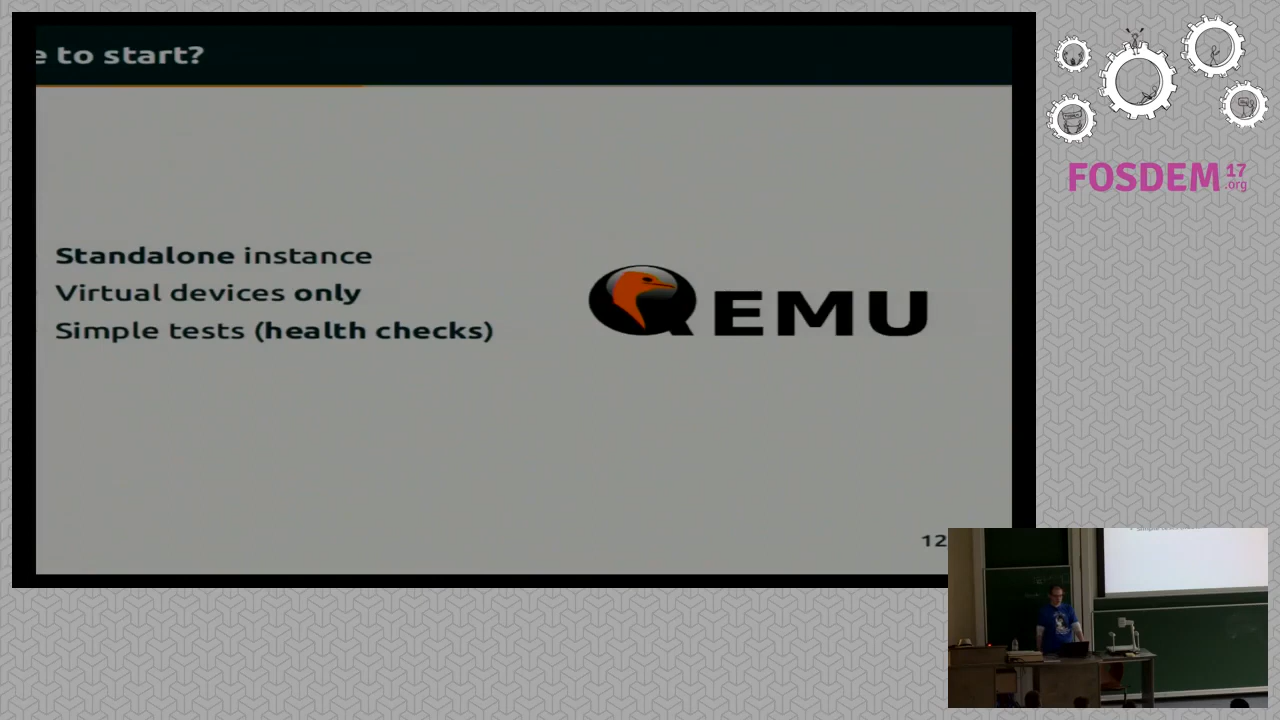 e to start?
Standalone instance
Virtual devices only
Simple tests (health checks)
QEMU
12
FOSDEM 17
.org